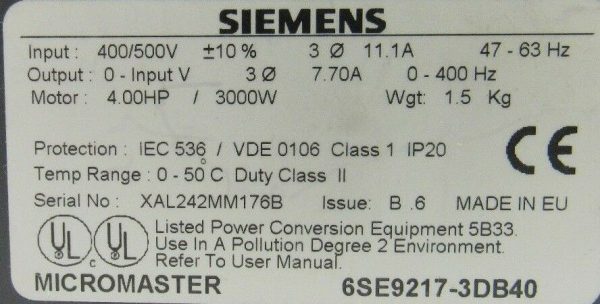 SIEMENS
Input : 400/500V ±10 % 3 Ø 11.1A 47 - 63 Hz
Output : 0 - Input V 3 Ø 7.70A 0 - 400 Hz
Motor : 4.00HP / 3000W Wgt: 1.5 Kg
Protection : IEC 536 / VDE 0106 Class 1 IP20
Temp Range : 0 - 50°C Duty Class II
CE
Serial No : XAL242MM176B Issue: B .6 MADE IN EU
UL C UL
Listed Power Conversion Equipment 5B33.
Use In A Pollution Degree 2 Environment.
Refer To User Manual.
MICROMASTER 6SE9217-3DB40